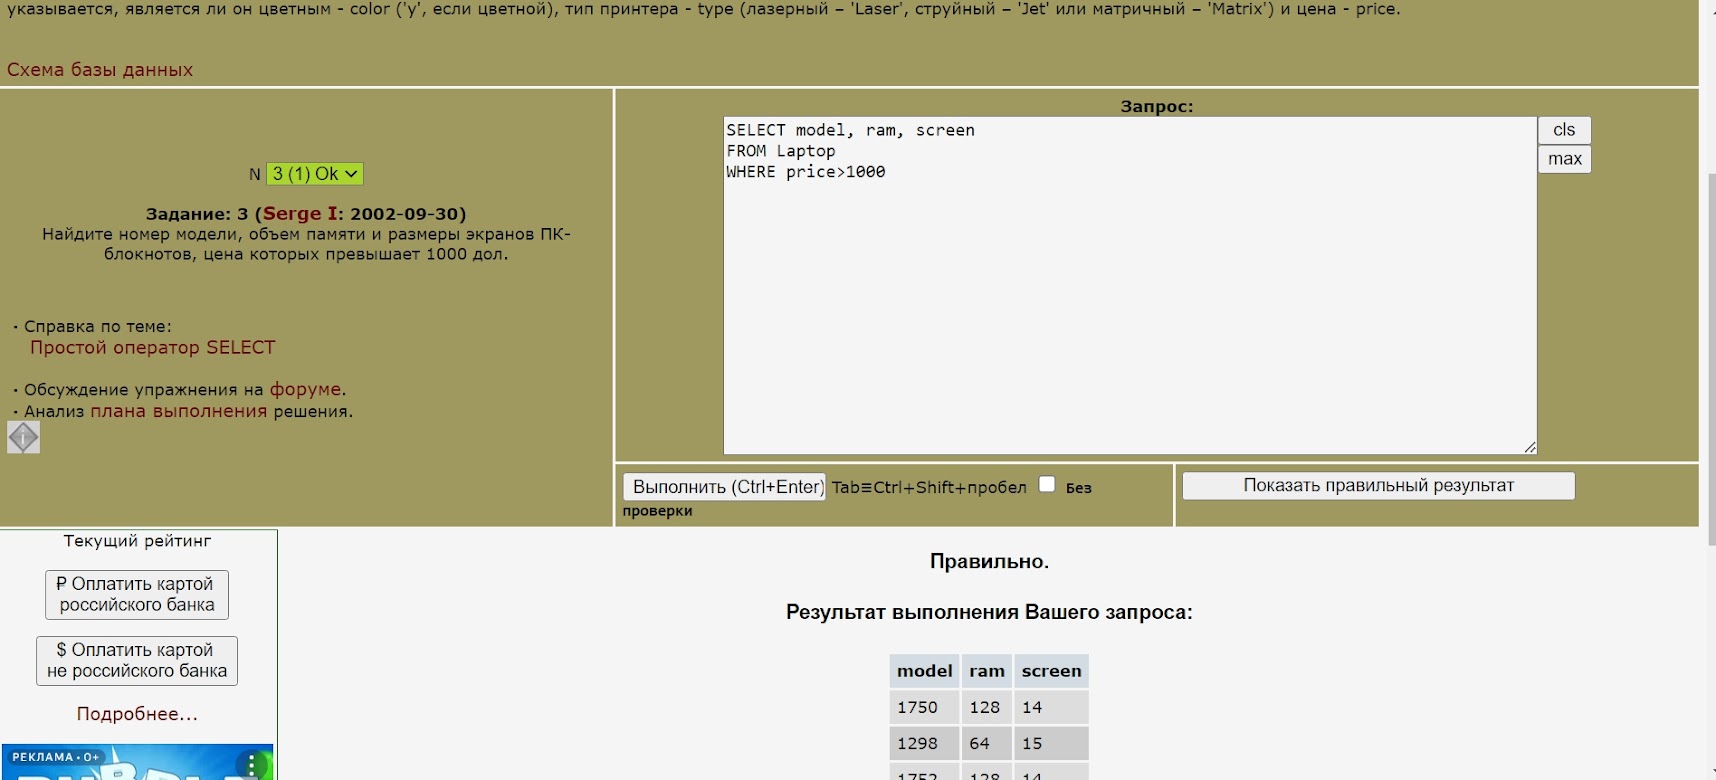 указывается, является ли он цветным - color ('y', если цветной), тип принтера - type (лазерный – 'Laser', струйный – 'Jet' или матричный – 'Matrix') и цена - price.
Схема базы данных
N 3 (1) Ok
Задание: 3 (Serge I: 2002-09-30)
Найдите номер модели, объем памяти и размеры экранов ПК-
блокнотов, цена которых превышает 1000 дол.
· Справка по теме:
Простой оператор SELECT
· Обсуждение упражнения на форуме.
· Анализ плана выполнения решения.
Запрос:
SELECT model, ram, screen
FROM Laptop
WHERE price>1000
cls
max
Выполнить (Ctrl+Enter) Tab≡Ctrl+Shift+пробел Без
проверки
Показать правильный результат
Текущий рейтинг
₽ Оплатить картой
российского банка
$ Оплатить картой
не российского банка
Подробнее...
РЕКЛАМА • 0+
Правильно.
Результат выполнения Вашего запроса:
model ram screen
1750 128 14
1298 64 15
1752 128 14